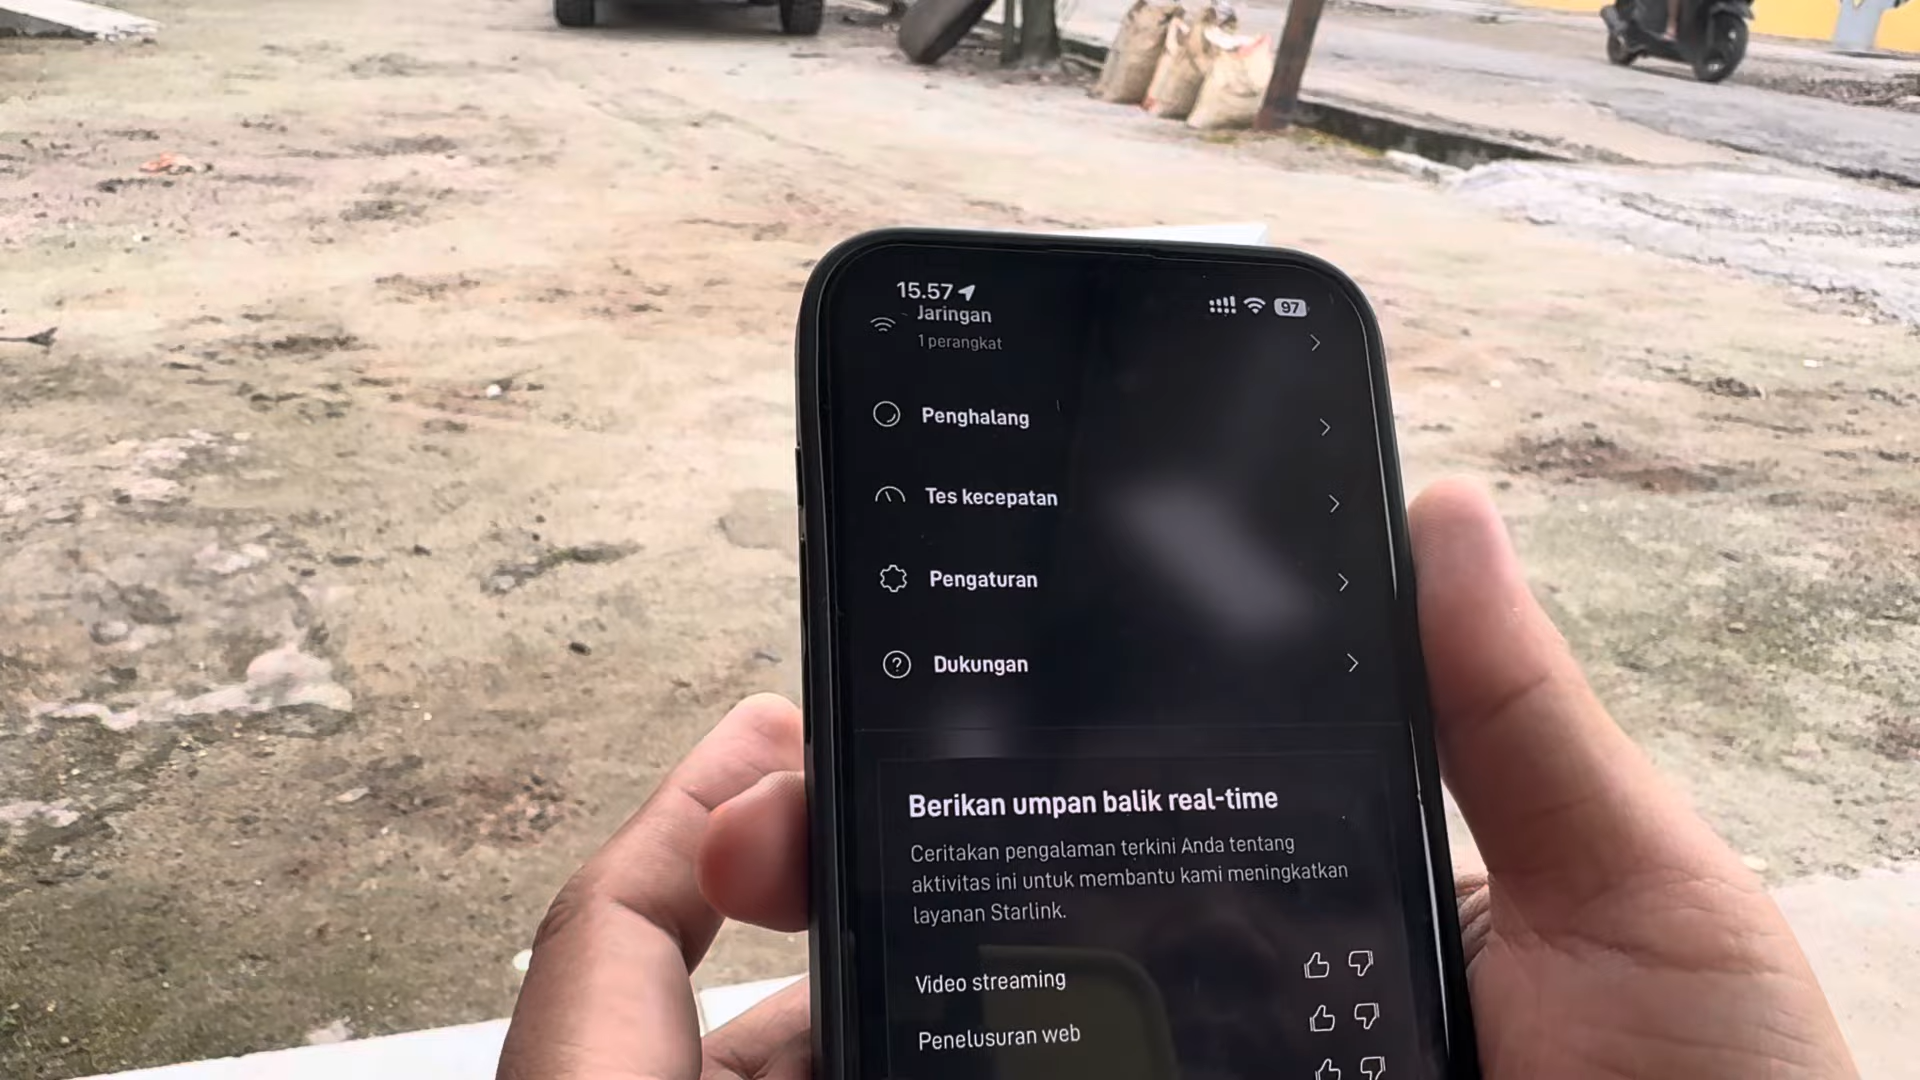 15.57
97
Jaringan
1 perangkat
Penghalang
Tes kecepatan
Pengaturan
Dukungan
Berikan umpan balik real-time
Ceritakan pengalaman terkini Anda tentang
aktivitas ini untuk membantu kami meningkatkan
layanan Starlink.
Video streaming
Penelusuran web